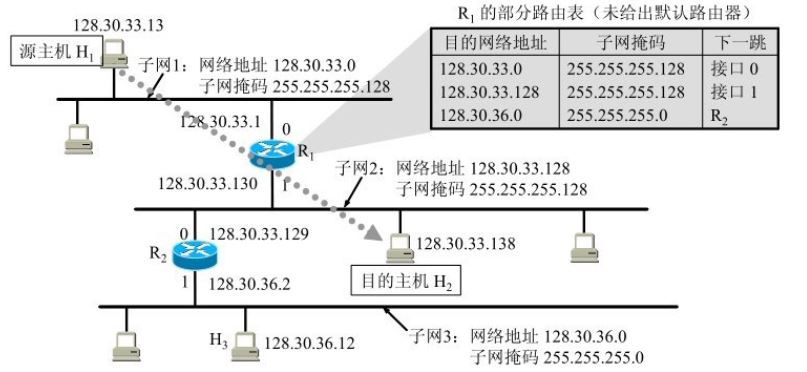 128.30.33.13
源主机 H1
子网1：网络地址 128.30.33.0
子网掩码 255.255.255.128
R1 的部分路由表（未给出默认路由器）
目的网络地址 子网掩码 下一跳
128.30.33.0 255.255.255.128 接口 0
128.30.33.128 255.255.255.128 接口 1
128.30.36.0 255.255.255.0 R2
128.30.33.1 0
R1
128.30.33.130 1
子网2：网络地址 128.30.33.128
子网掩码 255.255.255.128
0 128.30.33.129
R2
1 128.30.36.2
128.30.33.138
目的主机 H2
H3 128.30.36.12
子网3：网络地址 128.30.36.0
子网掩码 255.255.255.0